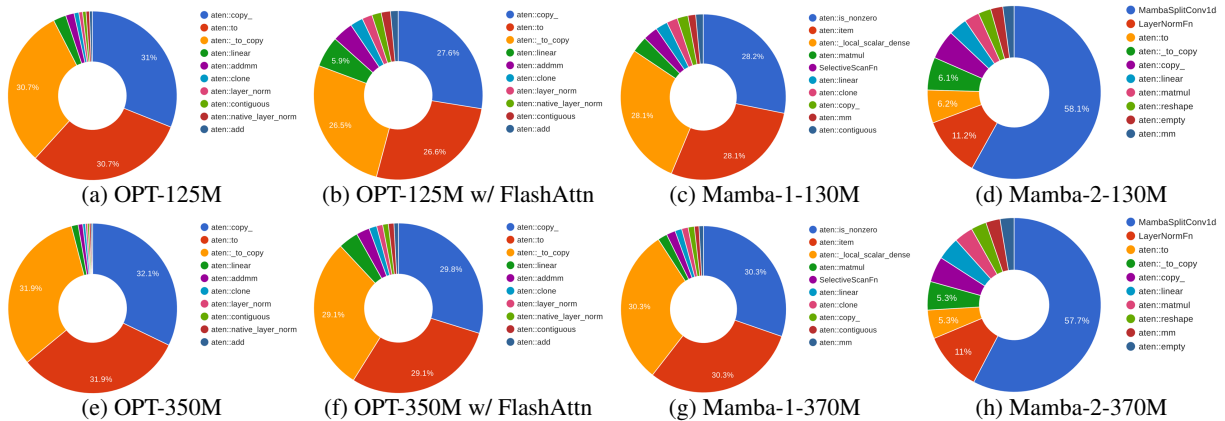 31%
30.7%
30.7%
aten::copy_
aten::to
aten::_to_copy
aten::linear
aten::addmm
aten::clone
aten::layer_norm
aten::contiguous
aten::native_layer_norm
aten::add
(a) OPT-125M
27.6%
26.6%
26.5%
5.9%
aten::copy_
aten::to
aten::_to_copy
aten::linear
aten::addmm
aten::clone
aten::layer_norm
aten::native_layer_norm
aten::contiguous
aten::add
(b) OPT-125M w/ FlashAttn
28.2%
28.1%
28.1%
aten::is_nonzero
aten::item
aten::_local_scalar_dense
aten::matmul
SelectiveScanFn
aten::linear
aten::clone
aten::copy_
aten::mm
aten::contiguous
(c) Mamba-1-130M
58.1%
11.2%
6.2%
6.1%
MambaSplitConv1d
LayerNormFn
aten::to
aten::_to_copy
aten::copy_
aten::linear
aten::matmul
aten::reshape
aten::empty
aten::mm
(d) Mamba-2-130M
32.1%
31.9%
31.9%
aten::copy_
aten::to
aten::_to_copy
aten::linear
aten::addmm
aten::clone
aten::layer_norm
aten::contiguous
aten::native_layer_norm
aten::add
(e) OPT-350M
29.8%
29.1%
29.1%
aten::copy_
aten::to
aten::_to_copy
aten::linear
aten::addmm
aten::clone
aten::layer_norm
aten::contiguous
aten::native_layer_norm
aten::add
(f) OPT-350M w/ FlashAttn
30.3%
30.3%
30.3%
aten::is_nonzero
aten::item
aten::_local_scalar_dense
aten::matmul
SelectiveScanFn
aten::linear
aten::clone
aten::copy_
aten::contiguous
aten::mm
(g) Mamba-1-370M
57.7%
11%
5.3%
5.3%
MambaSplitConv1d
LayerNormFn
aten::to
aten::_to_copy
aten::copy_
aten::linear
aten::matmul
aten::reshape
aten::mm
aten::empty
(h) Mamba-2-370M